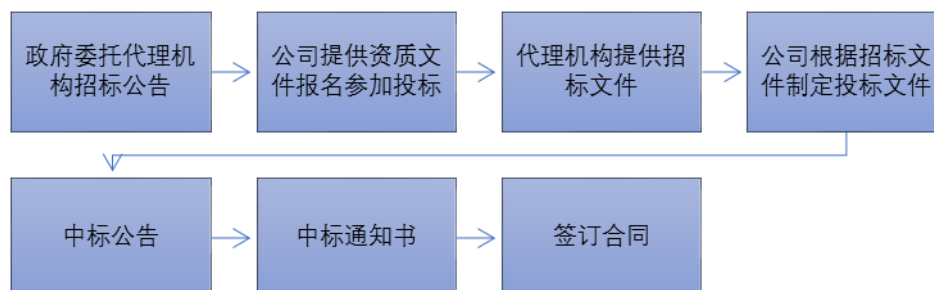 政府委托代理机
构招标公告
公司提供资质文
件报名参加投标
代理机构提供招
标文件
公司根据招标文
件制定投标文件
中标公告
中标通知书
签订合同